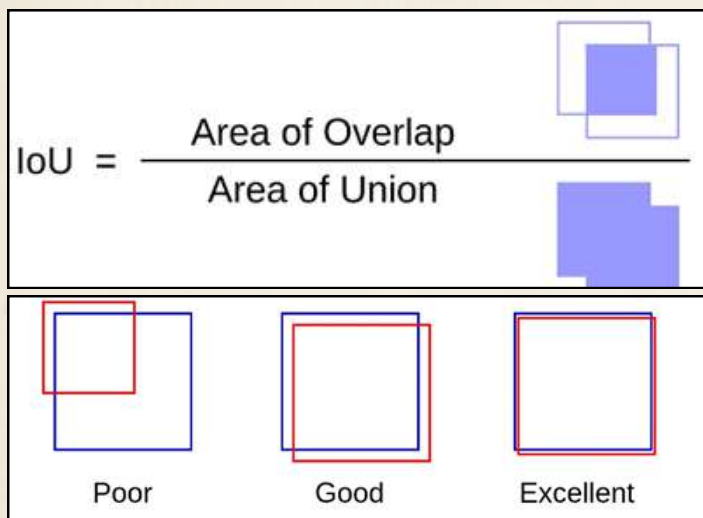 Area of Overlap
IoU =
Area of Union
Poor
Good
Excellent